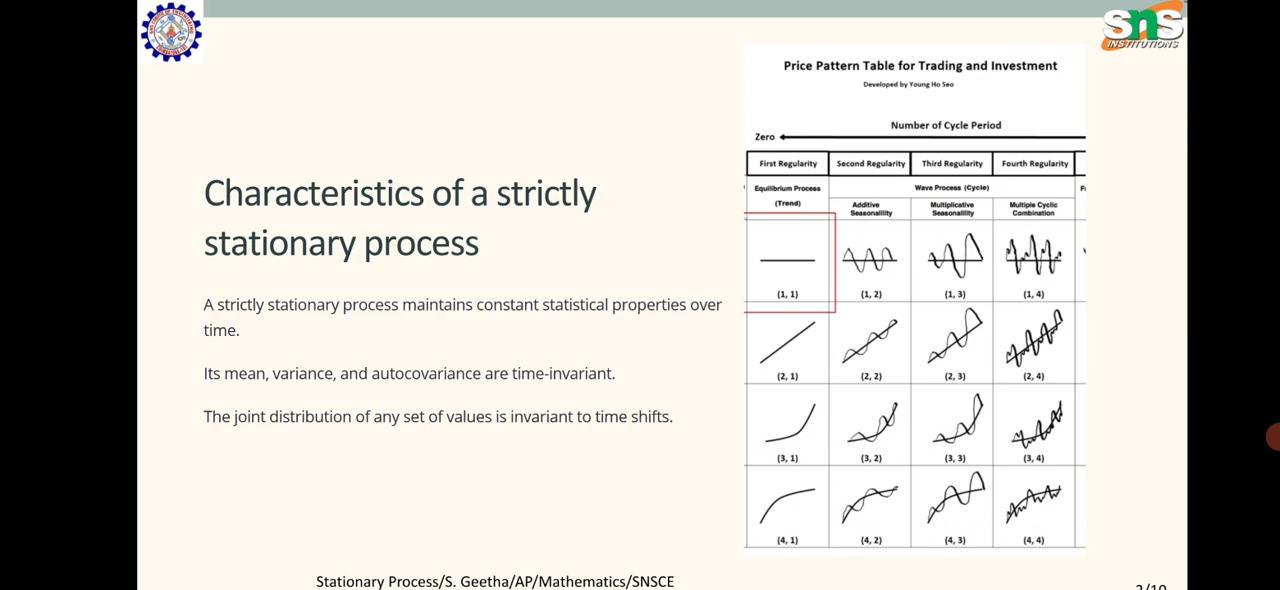 SNS
INSTITUTIONS
Price Pattern Table for Trading and Investment
Developed by Young Ho Seo
Number of Cycle Period
Zero
First Regularity Second Regularity Third Regularity Fourth Regularity
Equilibrium Process Wave Process (Cycle)
(Trend) Additive Multiplicative Multiple Cyclic
Seasonality Seasonality Combination
(1, 1) (1, 2) (1, 3) (1, 4)
(2, 1) (2, 2) (2, 3) (2, 4)
(3, 1) (3, 2) (3, 3) (3, 4)
(4, 1) (4, 2) (4, 3) (4, 4)
Characteristics of a strictly
stationary process
A strictly stationary process maintains constant statistical properties over
time.
Its mean, variance, and autocovariance are time-invariant.
The joint distribution of any set of values is invariant to time shifts.
Stationary Process/S. Geetha/AP/Mathematics/SNSCE